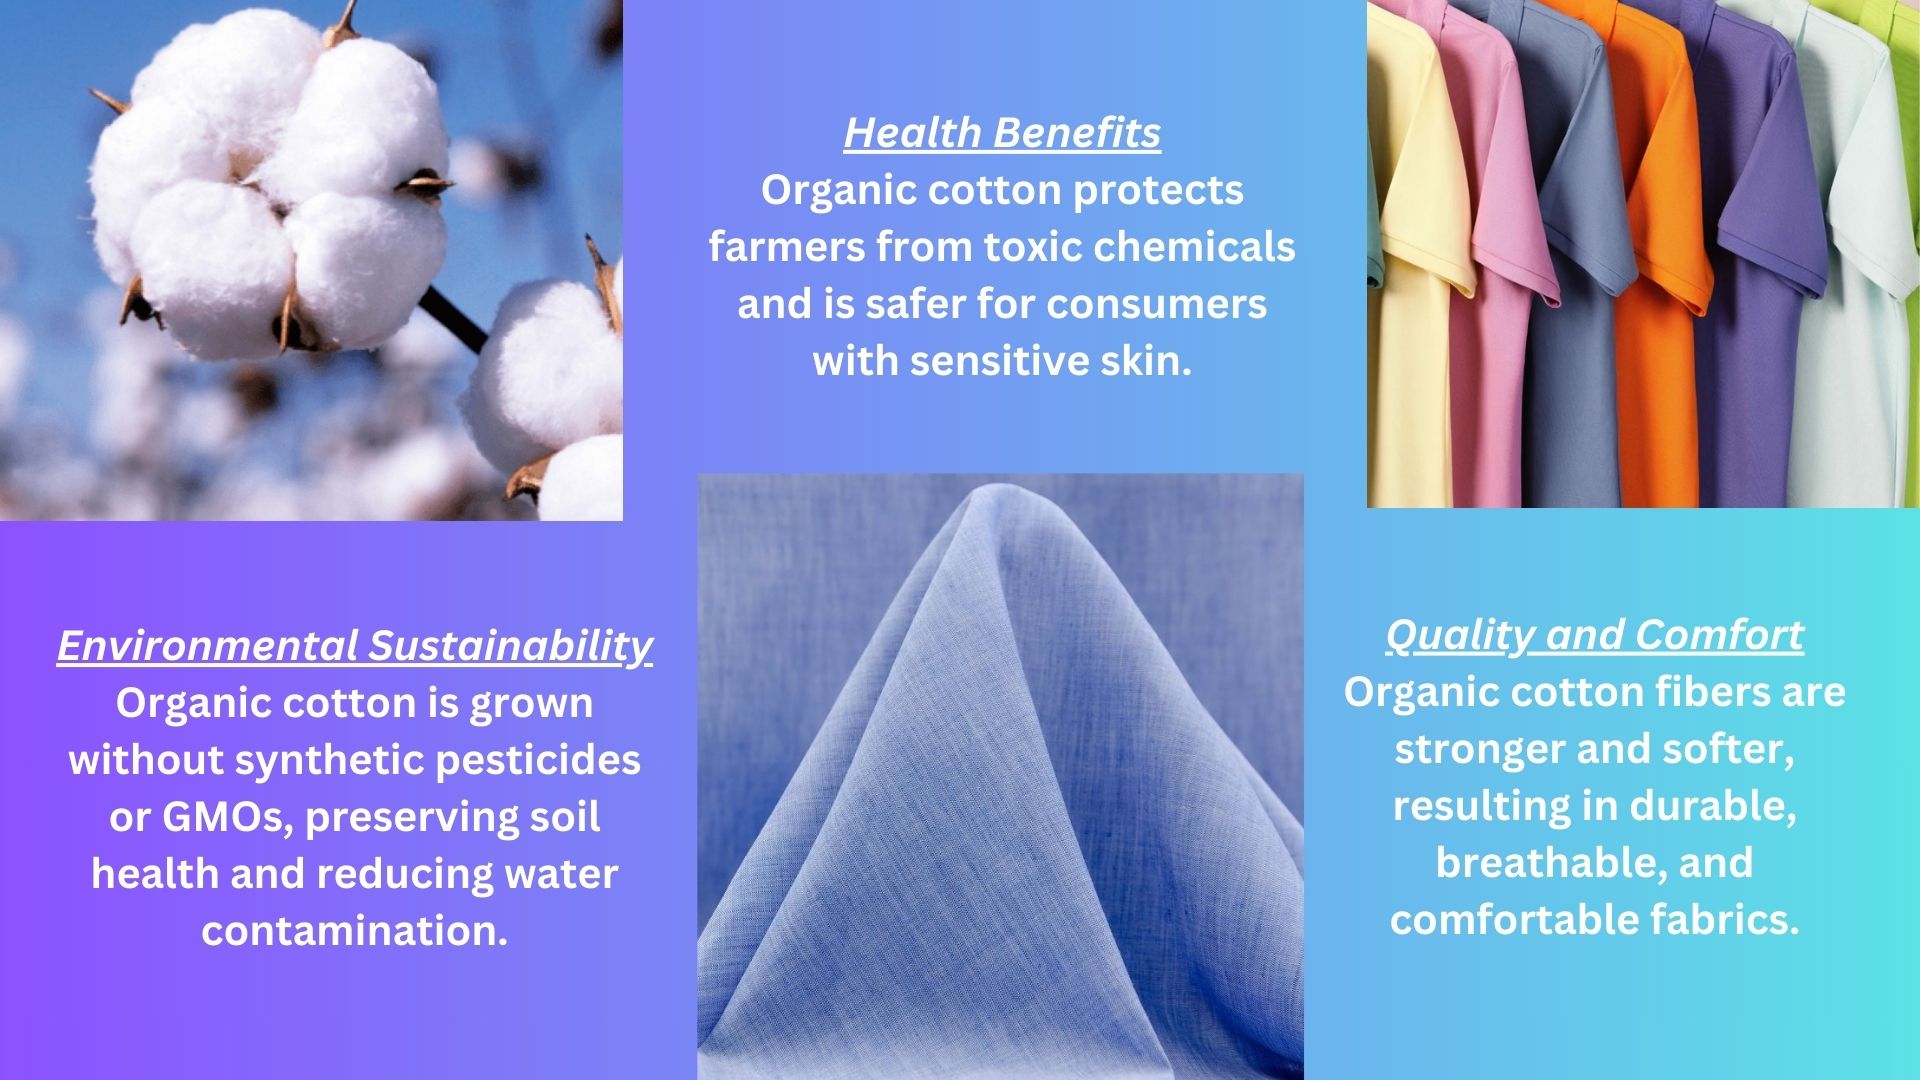 Health Benefits
Organic cotton protects
farmers from toxic chemicals
and is safer for consumers
with sensitive skin.
Environmental Sustainability
Organic cotton is grown
without synthetic pesticides
or GMOs, preserving soil
health and reducing water
contamination.
Quality and Comfort
Organic cotton fibers are
stronger and softer,
resulting in durable,
breathable, and
comfortable fabrics.